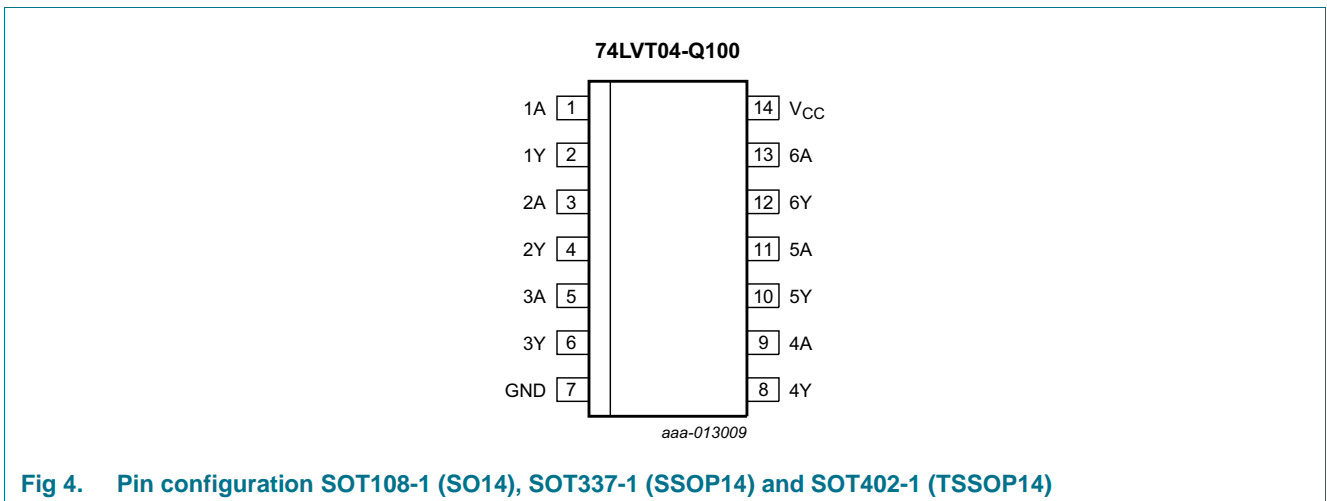 74LVT04-Q100
1A 1 14 VCC
1Y 2 13 6A
2A 3 12 6Y
2Y 4 11 5A
3A 5 10 5Y
3Y 6 9 4A
GND 7 8 4Y
aaa-013009
Fig 4. Pin configuration SOT108-1 (SO14), SOT337-1 (SSOP14) and SOT402-1 (TSSOP14)